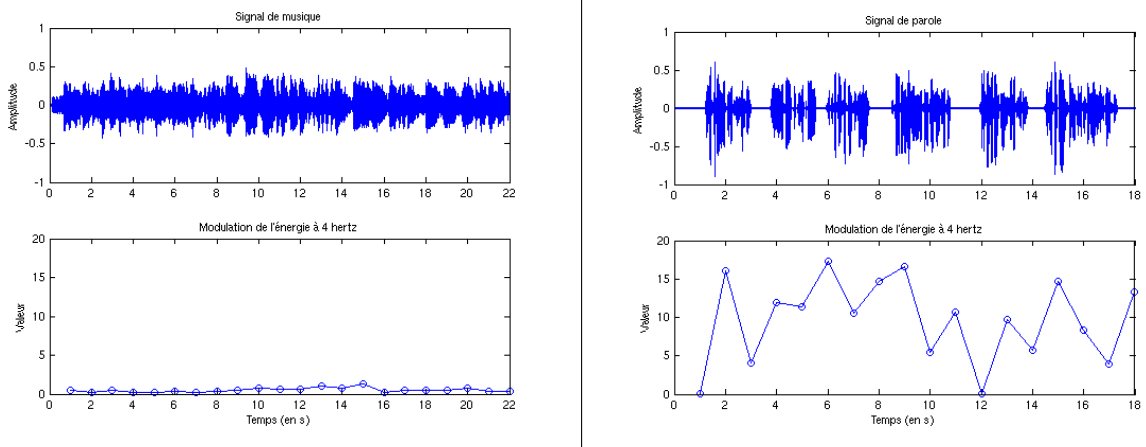 Signal de musique
1
0.5
0
-0.5
-1
Amplitude
0 2 4 6 8 10 12 14 16 18 20 22
Modulation de l'énergie à 4 hertz
20
15
10
5
0
Valeur
0 2 4 6 8 10 12 14 16 18 20 22
Temps (en s)
Signal de parole
1
0.5
0
-0.5
-1
Amplitude
0 2 4 6 8 10 12 14 16 18
Modulation de l'énergie à 4 hertz
20
15
10
5
0
Valeur
0 2 4 6 8 10 12 14 16 18
Temps (en s)